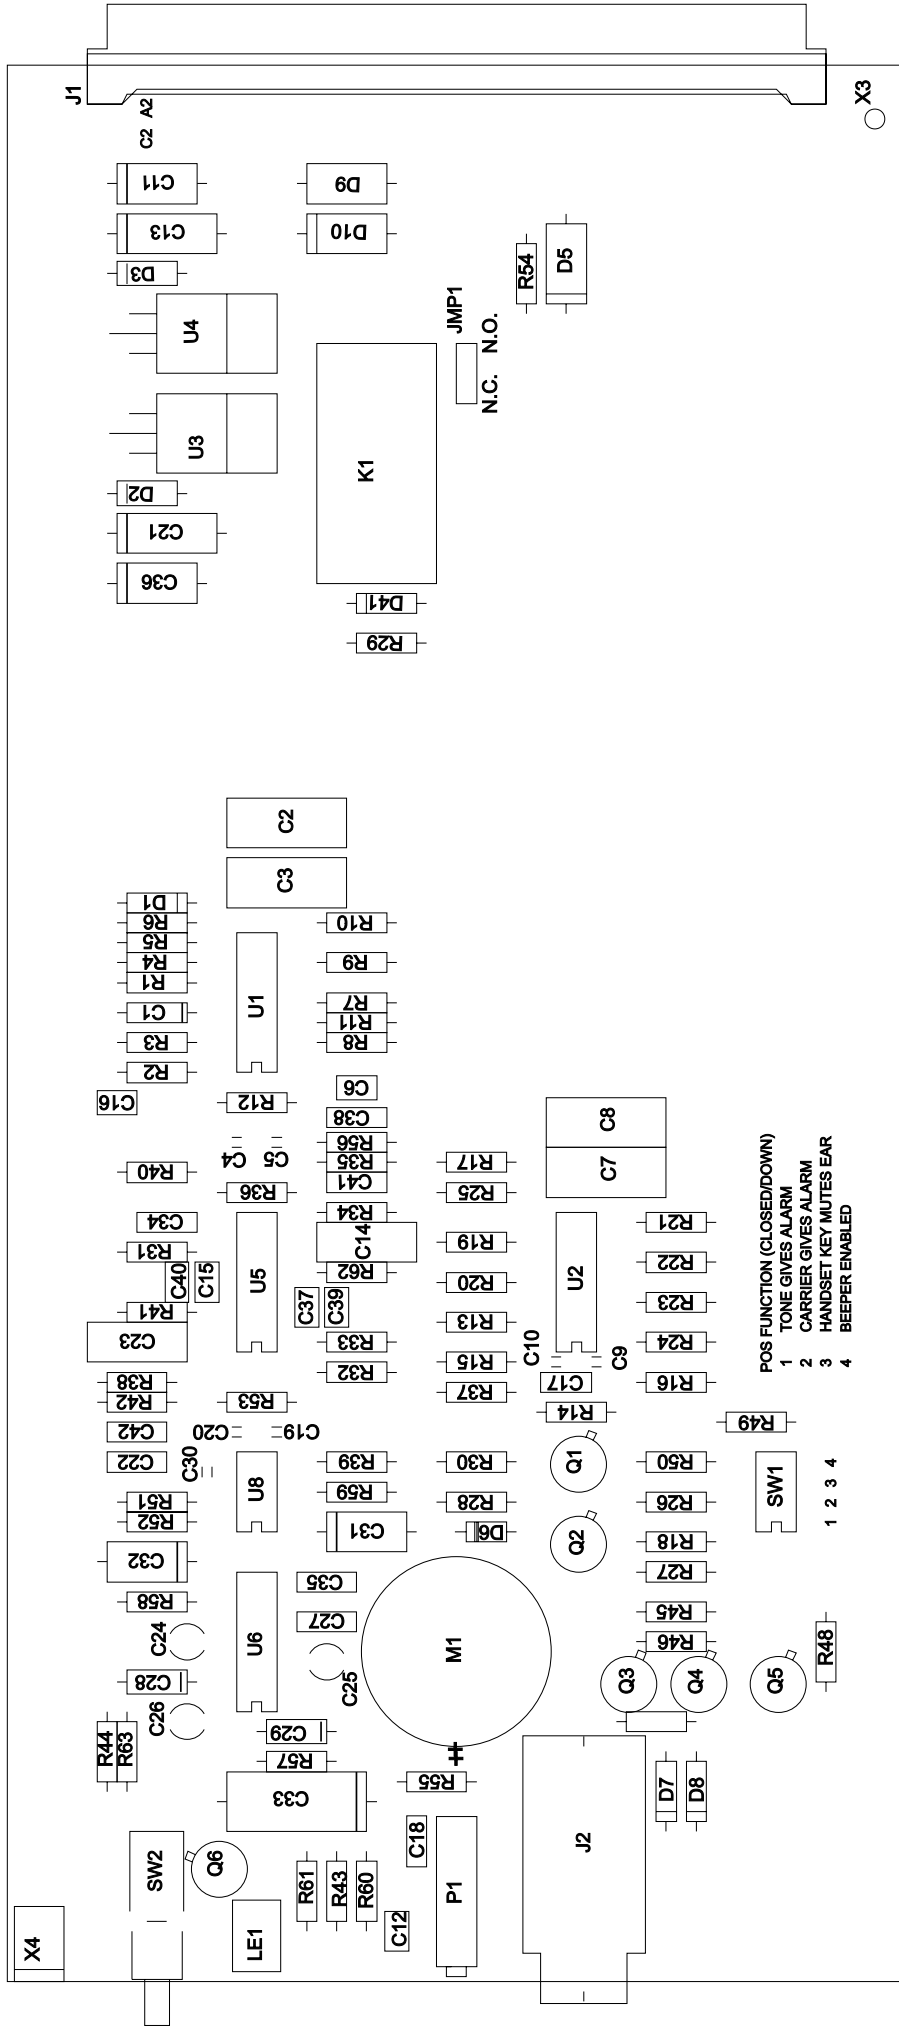 J1
C2 A2
X3
C11
D9
C13
D10
D3
R54
D5
U4
JMP1
N.C. N.O.
U3
K1
D2
C21
C36
D41
R29
C2
C3
D1
R6
R5
R4
R1
C1
R3
R2
U1
R10
R9
R7
R11
R8
C16
R12
C6
C38
C8
C7
C4
C5
R56
R35
C41
R17
R25
R40
R36
R34
C34
R31
C14
R62
R19
R20
R21
R22
R23
R24
R16
U5
U2
C40
C15
R41
C37
C39
R13
C23
R33
R32
R15
R37
C10
C9
C17
R14
POS FUNCTION (CLOSED/DOWN)
1 TONE GIVES ALARM
2 CARRIER GIVES ALARM
3 HANDSET KEY MUTES EAR
4 BEEPER ENABLED
R38
R42
R53
R49
C42
C20
C19
C22
C30
U8
R39
R59
R30
R28
Q1
R50
R26
SW1
1 2 3 4
R51
R52
C31
D6
Q2
R18
R27
C32
R58
C35
C27
R45
R46
C24
U6
M1
R48
C28
C25
Q3
Q4
Q5
C26
R44
R63
C29
R57
+
R55
C33
D7
D8
J2
SW2
Q6
C18
R61
R43
R60
P1
C12
LE1
X4